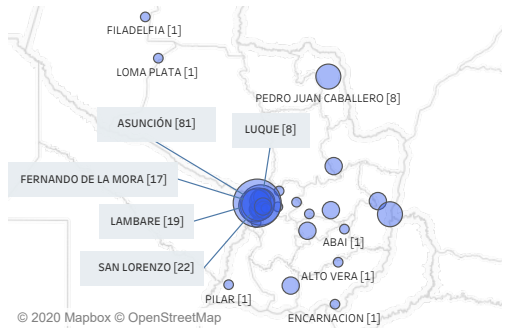 FILADELFIA [1]
LOMA PLATA [1]
PEDRO JUAN CABALLERO [8]
ASUNCIÓN [81]
LUQUE [8]
FERNANDO DE LA MORA [17]
LAMBARE [19]
SAN LORENZO [22]
ABAI [1]
ALTO VERA [1]
PILAR [1]
ENCARNACION [1]
© 2020 Mapbox © OpenStreetMap